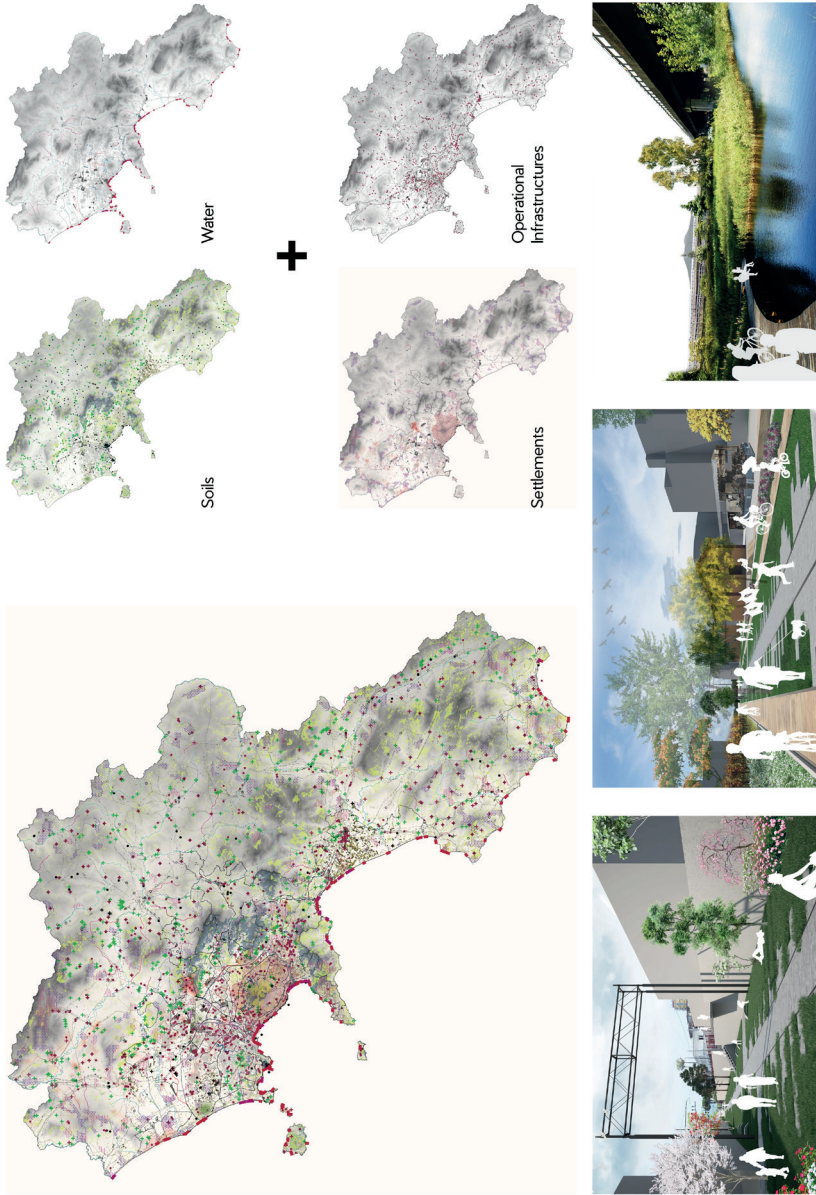 Soils
Water
+
Settlements
Operational
Infrastructures